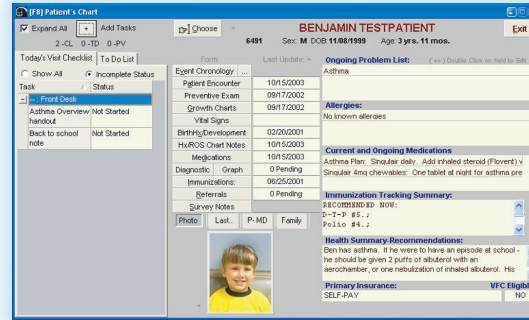 [F8] Patient's Chart
Expand All + Add Tasks
2 -CL 0 -TD 0 -PV
Choose
BENJAMIN TESTPATIENT
Exit
6491 Sex: M DOB 11/08/1999 Age: 3 yrs. 11 mos.
Today's Visit Checklist To Do List
Show All Incomplete Status
Task / Status
-- : Front Desk
Asthma Overview handout Not Started
Back to school note Not Started
Form: Last Update:
Event Chronology ...
Patient Encounter 10/15/2003
Preventive Exam 09/17/2002
Growth Charts 09/17/2002
Vital Signs
BirthHx/Development 02/20/2001
Hx/ROS Chart Notes 10/15/2003
Medications 10/15/2003
Diagnostic Graph 0 Pending
Immunizations: 06/25/2001
Referrals 0 Pending
Survey Notes
Photo Last.. P- MD Family
Ongoing Problem List: (++) Double Click on field to Edit
Asthma
Allergies:
No known allergies
Current and Ongoing Medications
Asthma Plan: Singulair daily. Add inhaled steroid (Flovent) v
Singulair 4mg chewables: One tablet at night for asthma pre
Immunization Tracking Summary:
RECOMMENDED NOW:
D-T-P #5.;
Polio #4.;
Health Summary-Recommendations:
Ben has asthma. If he were to have an episode at school -
he should be given 2 puffs of albuterol with an
aerochamber, or one nebulization of inhaled albuterol. His
Primary Insurance: VFC Eligibl
SELF-PAY NO